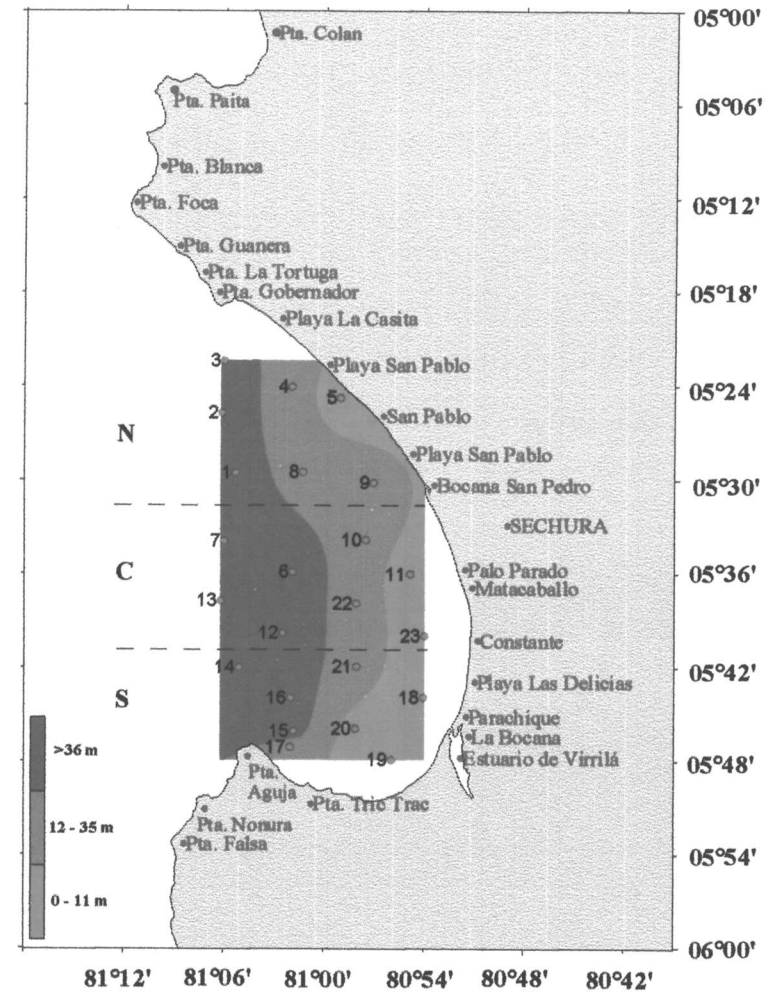 05°00'
Pta. Colan
Pta. Paita
05°06'
Pta. Blanca
Pta. Foca
05°12'
Pta. Guanera
Pta. La Tortuga
Pta. Gobernador
05°18'
Playa La Casita
3
Playa San Pablo
4
5
05°24'
2
San Pablo
N
Playa San Pablo
1
8
9
Bocana San Pedro
05°30'
SECHURA
7
10
C
6
11
Palo Parado
05°36'
Matacaballo
13
22
12
23
Constante
14
21
05°42'
S
16
18
Playa Las Delicias
15
20
Parachique
La Bocana
17
19
Estuario de Virrilá
05°48'
>36 m
Pta. Aguja
Pta. Tric Trac
12 - 35 m
Pta. Nonura
Pta. Falsa
05°54'
0 - 11 m
06°00'
81°12' 81°06' 81°00' 80°54' 80°48' 80°42'